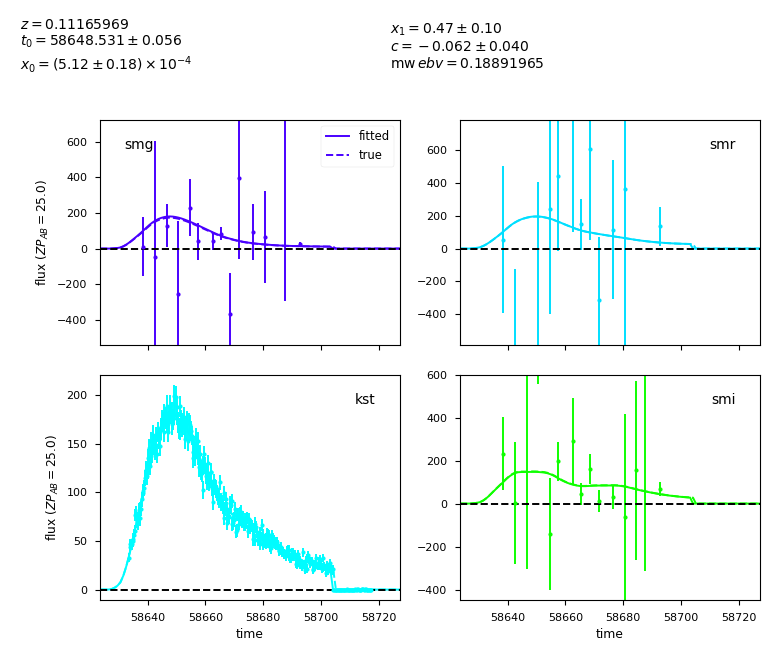 z = 0.11165969
t₀ = 58648.531 ± 0.056
x₀ = (5.12 ± 0.18) × 10⁻⁴
x₁ = 0.47 ± 0.10
c = −0.062 ± 0.040
mw ebv = 0.18891965
smg
fitted
true
600
400
200
0
−200
−400
flux (ZP_AB = 25.0)
smr
600
400
200
0
−200
−400
kst
200
150
100
50
0
flux (ZP_AB = 25.0)
58640 58660 58680 58700 58720
time
smi
600
400
200
0
−200
−400
58640 58660 58680 58700 58720
time